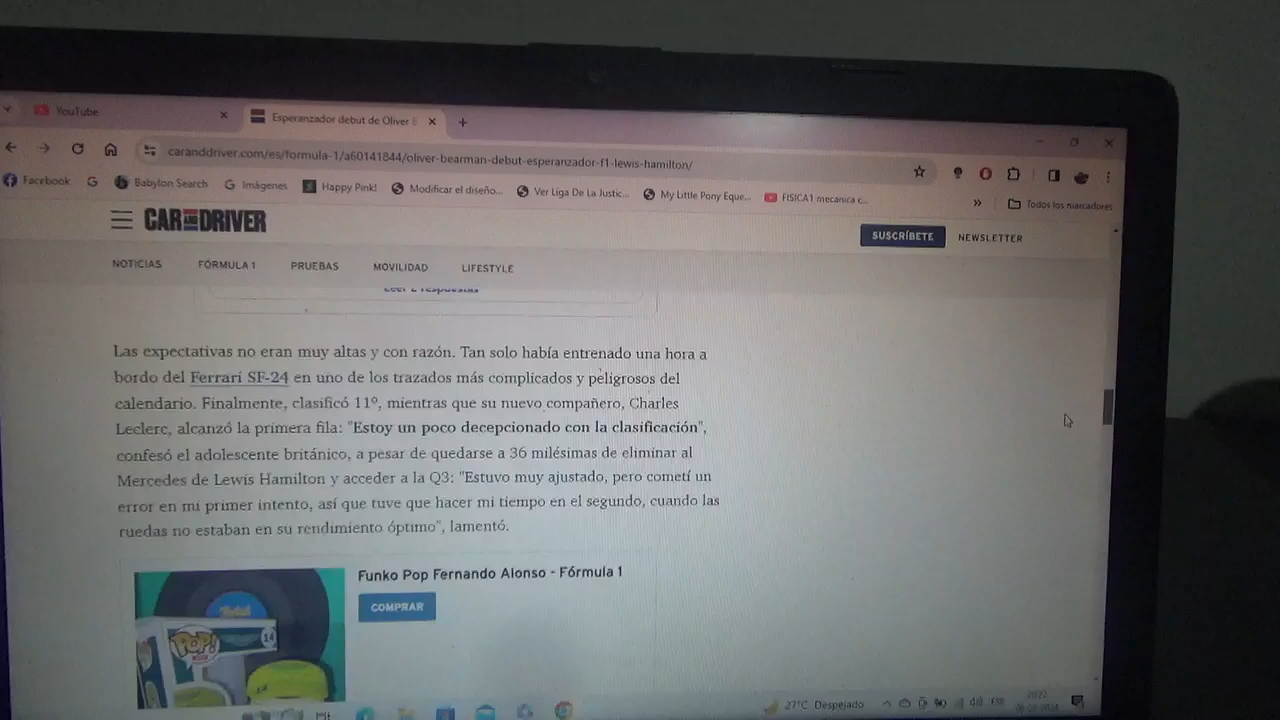 YouTube
Esperanzador debut de Oliver
caranddriver.com/es/formula-1/a60141844/oliver-bearman-debut-esperanzador-f1-lewis-hamilton/
Facebook Babylon Search Imágenes Happy Pink! Modificar el diseño... Ver Liga De La Justic... My Little Pony Eque... FISICA1 mecanica c...
» Todos los marcadores
CAR AND DRIVER
SUSCRÍBETE NEWSLETTER
NOTICIAS FÓRMULA 1 PRUEBAS MOVILIDAD LIFESTYLE
Las expectativas no eran muy altas y con razón. Tan solo había entrenado una hora a
bordo del Ferrari SF-24 en uno de los trazados más complicados y peligrosos del
calendario. Finalmente, clasificó 11º, mientras que su nuevo compañero, Charles
Leclerc, alcanzó la primera fila: "Estoy un poco decepcionado con la clasificación",
confesó el adolescente británico, a pesar de quedarse a 36 milésimas de eliminar al
Mercedes de Lewis Hamilton y acceder a la Q3: "Estuvo muy ajustado, pero cometí un
error en mi primer intento, así que tuve que hacer mi tiempo en el segundo, cuando las
ruedas no estaban en su rendimiento óptimo", lamentó.
Funko Pop Fernando Alonso - Fórmula 1
COMPRAR
POP!
14
27°C Despejado
ESP